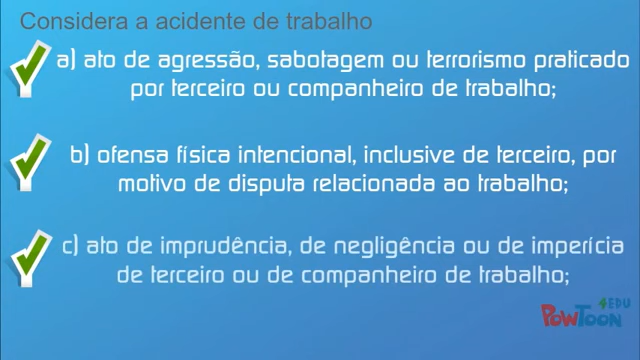 Considera a acidente de trabalho
a) ato de agressão, sabotagem ou terrorismo praticado
por terceiro ou companheiro de trabalho;
b) ofensa física intencional, inclusive de terceiro, por
motivo de disputa relacionada ao trabalho;
c) ato de imprudência, de negligência ou de imperícia
de terceiro ou de companheiro de trabalho;
4EDU
POWTOON